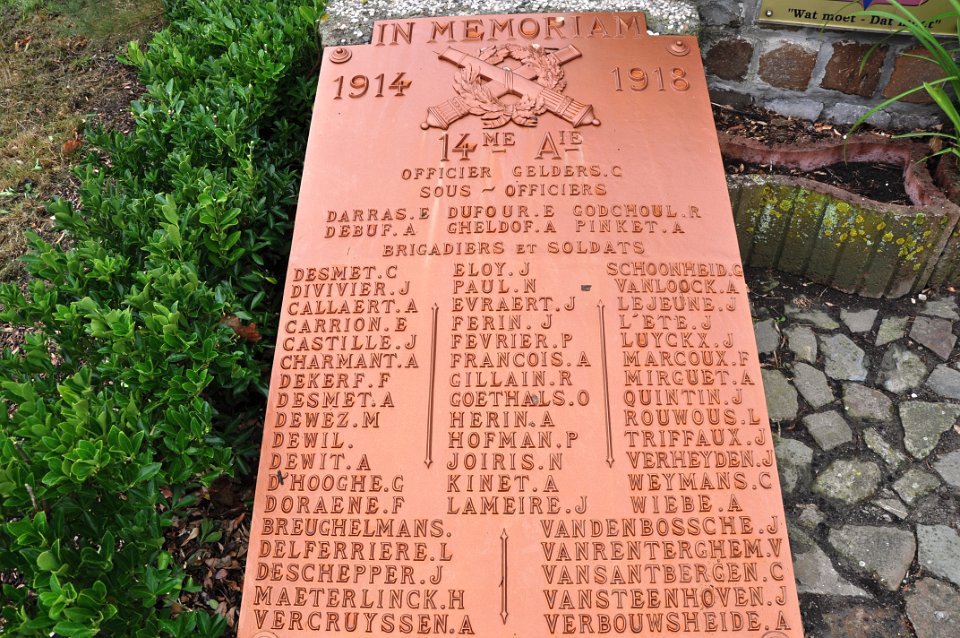 IN MEMORIAM
1914 1918
14ME AIE
OFFICIER GELDERS.C
SOUS - OFFICIERS
DARRAS.E DUFOUR.E GODCHOUL.R
DEBUF.A GHELDOF.A PINKET.A
BRIGADIERS ET SOLDATS
DESMET.C ELOY.J SCHOONHEID.G
DIVIVIER.J PAUL.N VANLOOCK.A
CALLAERT.A EVRAERT.J LEJEUNE.J
CARRION.E FERIN.J L'ETE.J
CASTILLE.J FEVRIER.P LUYCKX.J
CHARMANT.A FRANCOIS.A MARCOUX.F
DEKERF.F GILLAIN.R MIRGUET.A
DESMET.A GOETHALS.O QUINTIN.J
DEWEZ.M HERIN.A ROUWOUS.L
DEWIL. HOFMAN.P TRIFFAUX.J
DEWIT.A JOIRIS.N VERHEYDEN.J
D'HOOGHE.G KINET.A WEYMANS.C
DORAENE.F LAMEIRE.J WIEBE.A
BREUGHELMANS. VANDENBOSSCHE.J
DELFERRIERE.L VANRENTERGHEM.V
DESCHEPPER.J VANSANTBERGEN.C
MAETERLINCK.H VANSTEENHOVEN.J
VERCRUYSSEN.A VERBOUWSHEIDE.A
"Wat moet - Dat